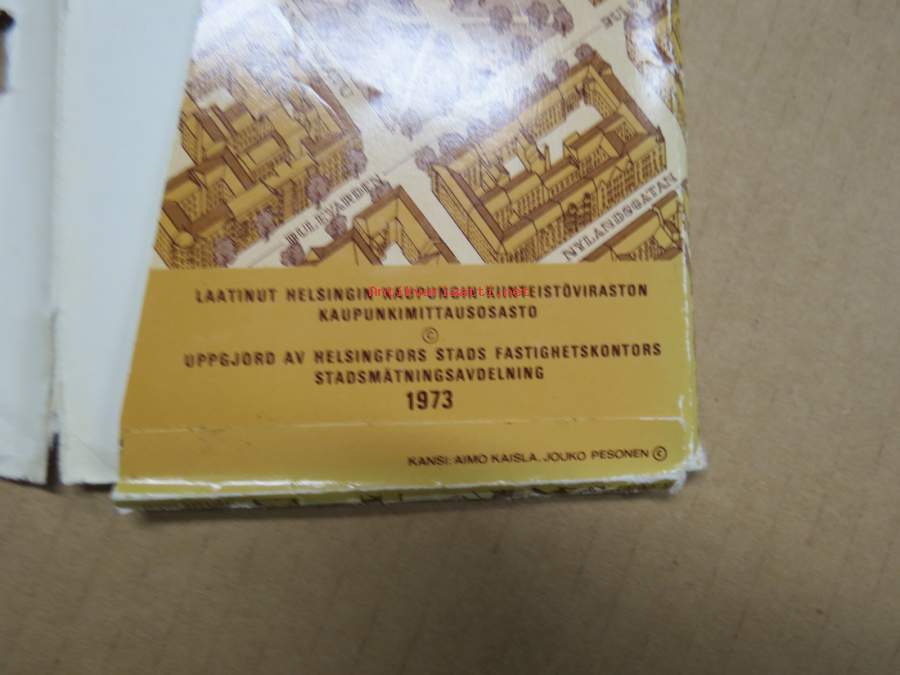 BUL
BULEVARDEN
NYLANDSGATAN
LAATINUT HELSINGIN KAUPUNGIN KIINTEISTÖVIRASTON
KAUPUNKIMITTAUSOSASTO
©
UPPGJORD AV HELSINGFORS STADS FASTIGHETSKONTORS
STADSMÄTNINGSAVDELNING
1973
KANSI: AIMO KAISLA, JOUKO PESONEN ©